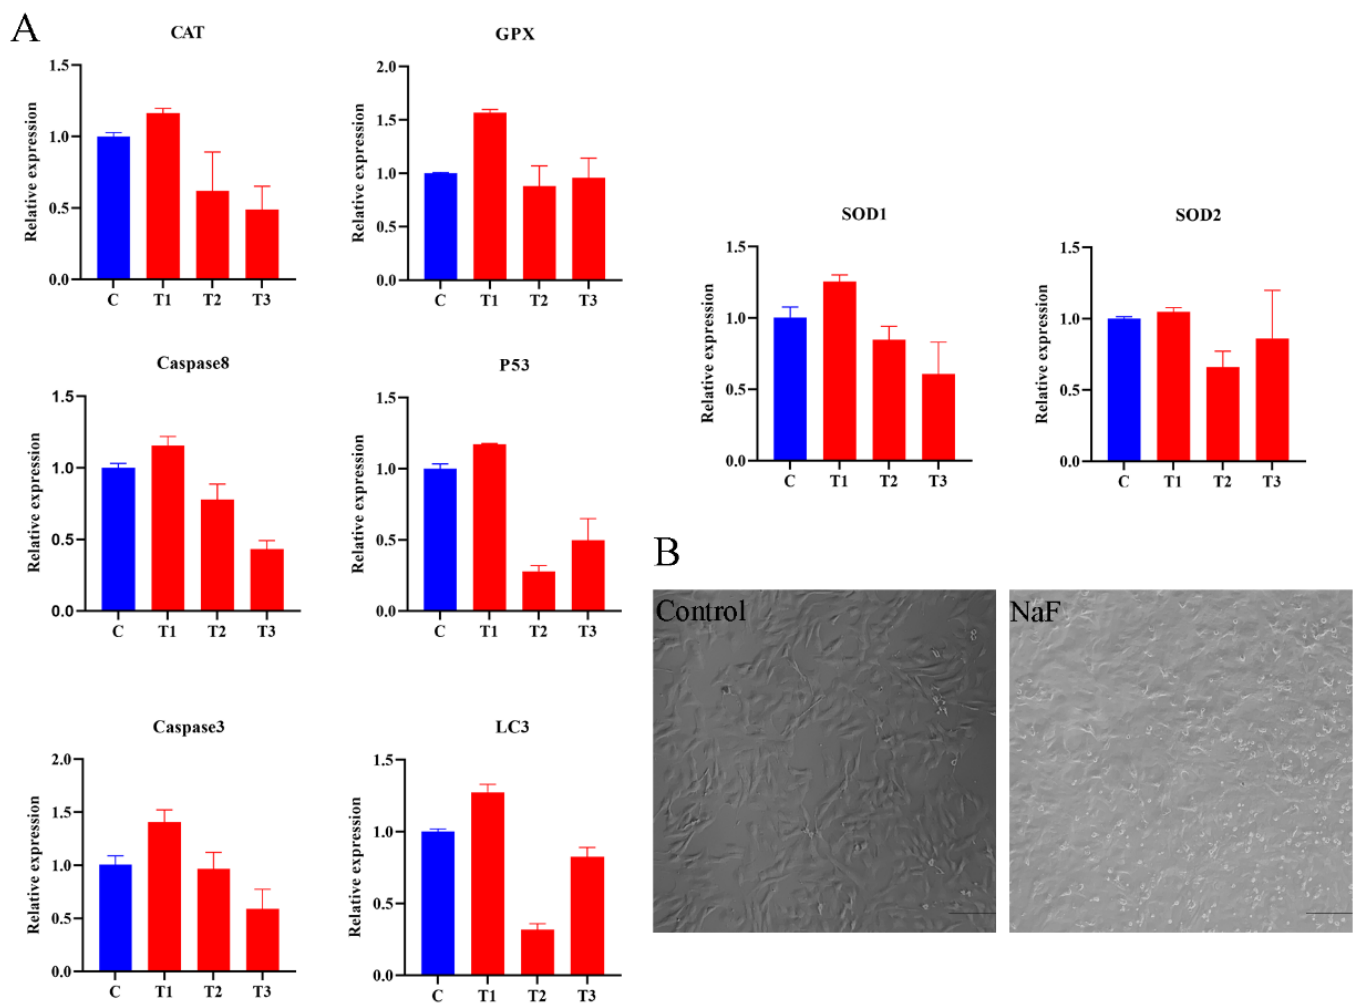 A
CAT
Relative expression
1.5
1.0
0.5
0.0
C T1 T2 T3
GPX
Relative expression
2.0
1.5
1.0
0.5
0.0
C T1 T2 T3
SOD1
Relative expression
1.5
1.0
0.5
0.0
C T1 T2 T3
SOD2
Relative expression
1.5
1.0
0.5
0.0
C T1 T2 T3
Caspase8
Relative expression
1.5
1.0
0.5
0.0
C T1 T2 T3
P53
Relative expression
1.5
1.0
0.5
0.0
C T1 T2 T3
Caspase3
Relative expression
2.0
1.5
1.0
0.5
0.0
C T1 T2 T3
LC3
Relative expression
1.5
1.0
0.5
0.0
C T1 T2 T3
B
Control
NaF